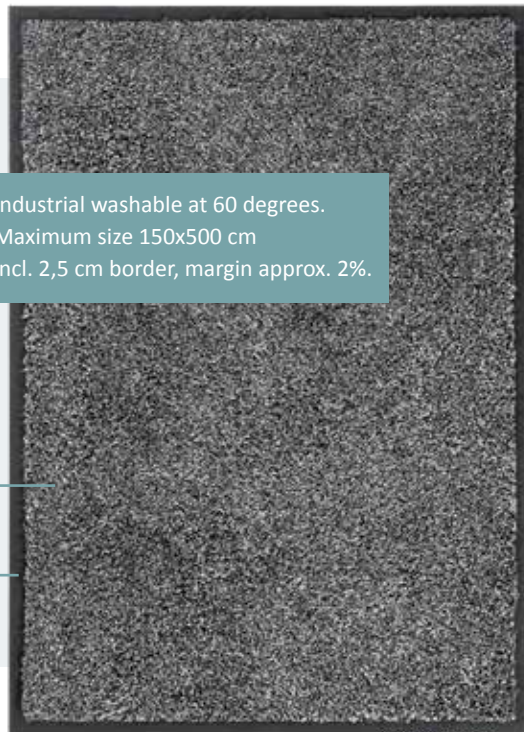 ndustrial washable at 60 degrees.
Maximum size 150x500 cm
ncl. 2,5 cm border, margin approx. 2%.